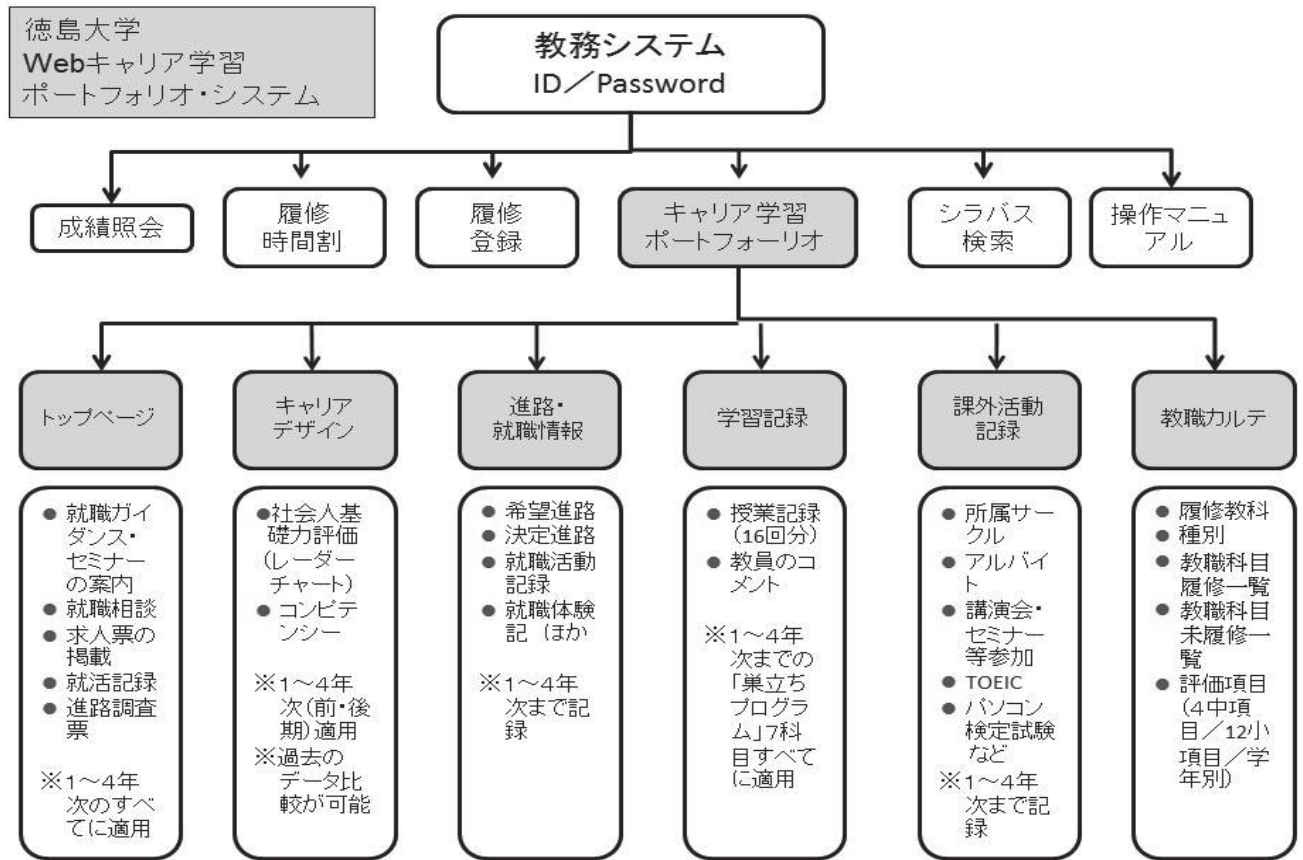 徳島大学
Webキャリア学習
ポートフォリオ・システム
教務システム
ID／Password
成績照会
履修
時間割
履修
登録
キャリア学習
ポートフォーリオ
シラバス
検索
操作マニュ
アル
トップページ
キャリア
デザイン
進路・
就職情報
学習記録
課外活動
記録
教職カルテ
● 就職ガイ
ダンス・
セミナー
の案内
● 就職相談
● 求人票の
掲載
● 就活記録
● 進路調査
票
※1～4年
次のすべ
てに適用
●社会人基
礎力評価
(レーダー
チャート)
● コンピテ
ンシー
※1～4年
次(前・後
期)適用
※過去の
データ比
較が可能
● 希望進路
● 決定進路
● 就職活動
記録
● 就職体験
記 (ほか
※1～4年
次まで記
録
● 授業記録
(16回分)
● 教員のコ
メント
※1～4年
次までの
「巣立ち
プログラ
ム」7科
目すべて
に適用
● 所属サー
クル
● アルバイ
ト
● 講演会・
セミナー
等参加
● TOEIC
● パソコン
検定試験
など
※1～4年
次まで記
録
● 履修教科
● 種別
● 教職科目
履修一覧
● 教職科目
未履修一
覧
● 評価項目
(4中項
目／12小
項目／学
年別)